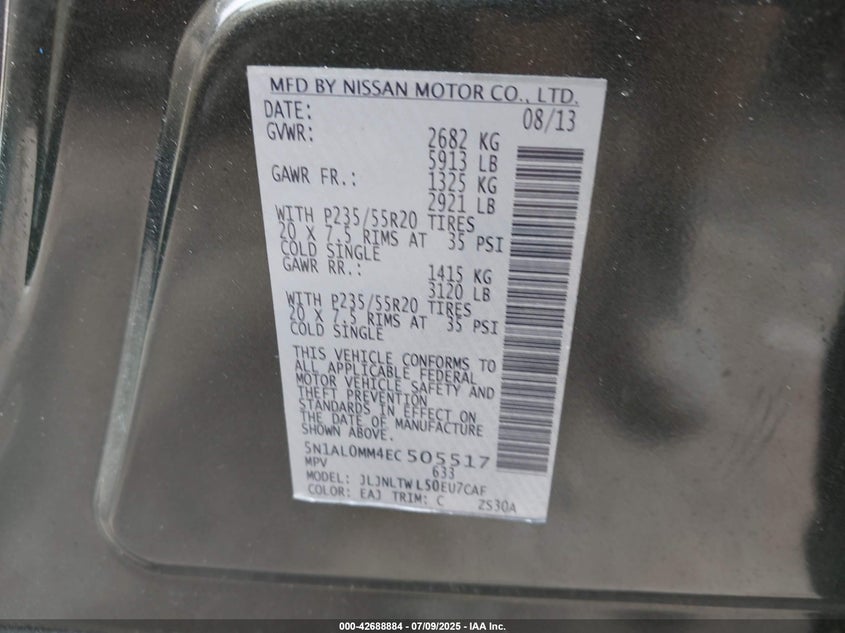 MFD BY NISSAN MOTOR CO., LTD.
DATE: 08/13
GVWR: 2682 KG
5913 LB
GAWR FR.: 1325 KG
2921 LB
WITH P235/55R20 TIRES
20 X 7.5 RIMS AT 35 PSI
COLD SINGLE
GAWR RR.: 1415 KG
3120 LB
WITH P235/55R20 TIRES
20 X 7.5 RIMS AT 35 PSI
COLD SINGLE
THIS VEHICLE CONFORMS TO
ALL APPLICABLE FEDERAL
MOTOR VEHICLE SAFETY AND
THEFT PREVENTION
STANDARDS IN EFFECT ON
THE DATE OF MANUFACTURE
SHOWN ABOVE.
5N1AL0MM4EC505517
MPV 633
MODEL: JLJNLTWLS0EU7CAF
COLOR: EAJ TRIM: C ZS30A
000-42688884 / 07/09/2025 - IAA Inc.